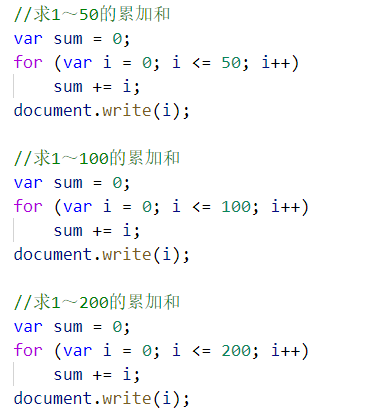 //求1～50的累加和
var sum = 0;
for (var i = 0; i <= 50; i++)
    sum += i;
document.write(i);

//求1～100的累加和
var sum = 0;
for (var i = 0; i <= 100; i++)
    sum += i;
document.write(i);

//求1～200的累加和
var sum = 0;
for (var i = 0; i <= 200; i++)
    sum += i;
document.write(i);